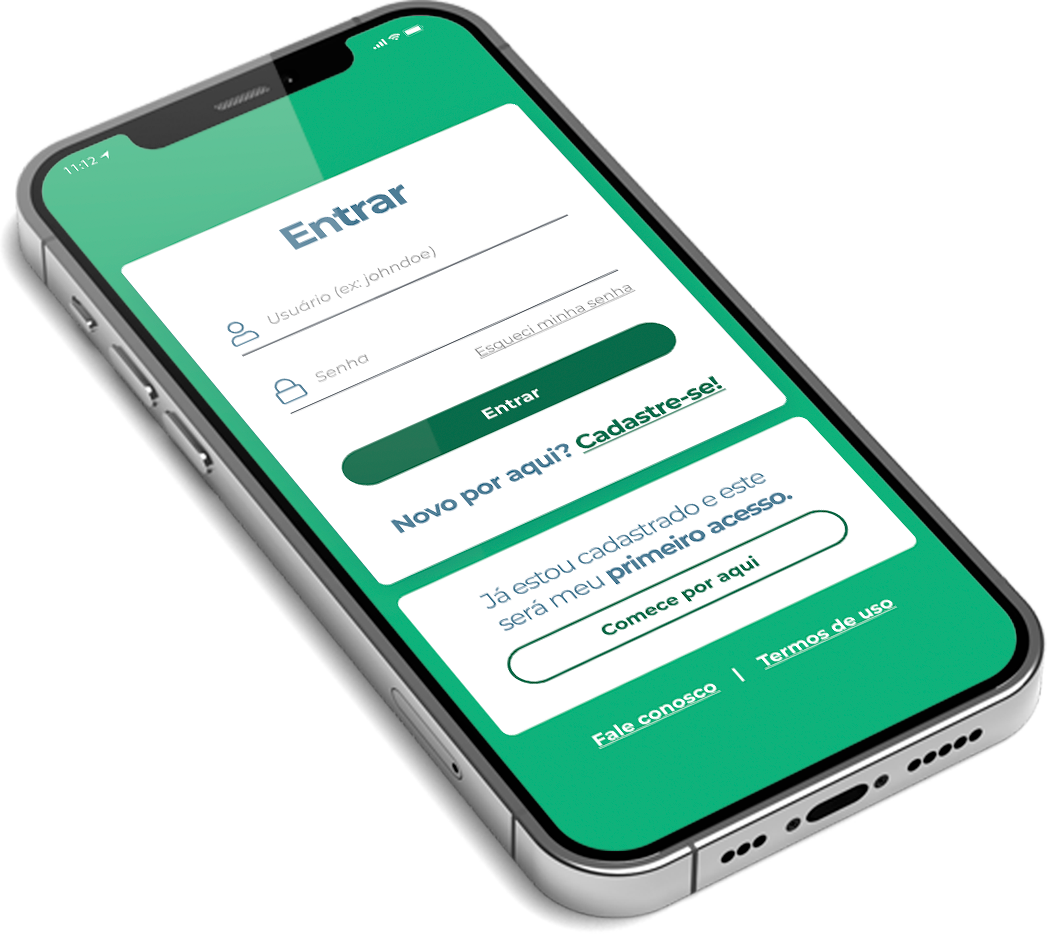 11:12
Entrar
Usuário (ex: johndoe)
Senha
Esqueci minha senha
Entrar
Novo por aqui? Cadastre-se!
Já estou cadastrado e este
será meu primeiro acesso.
Comece por aqui
Fale conosco | Termos de uso